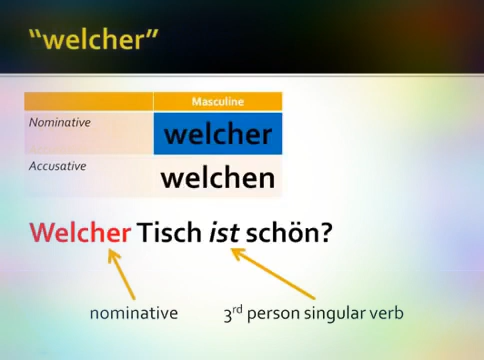 “welcher”
Masculine
Nominative welcher
Accusative welchen
Welcher Tisch ist schön?
nominative 3rd person singular verb